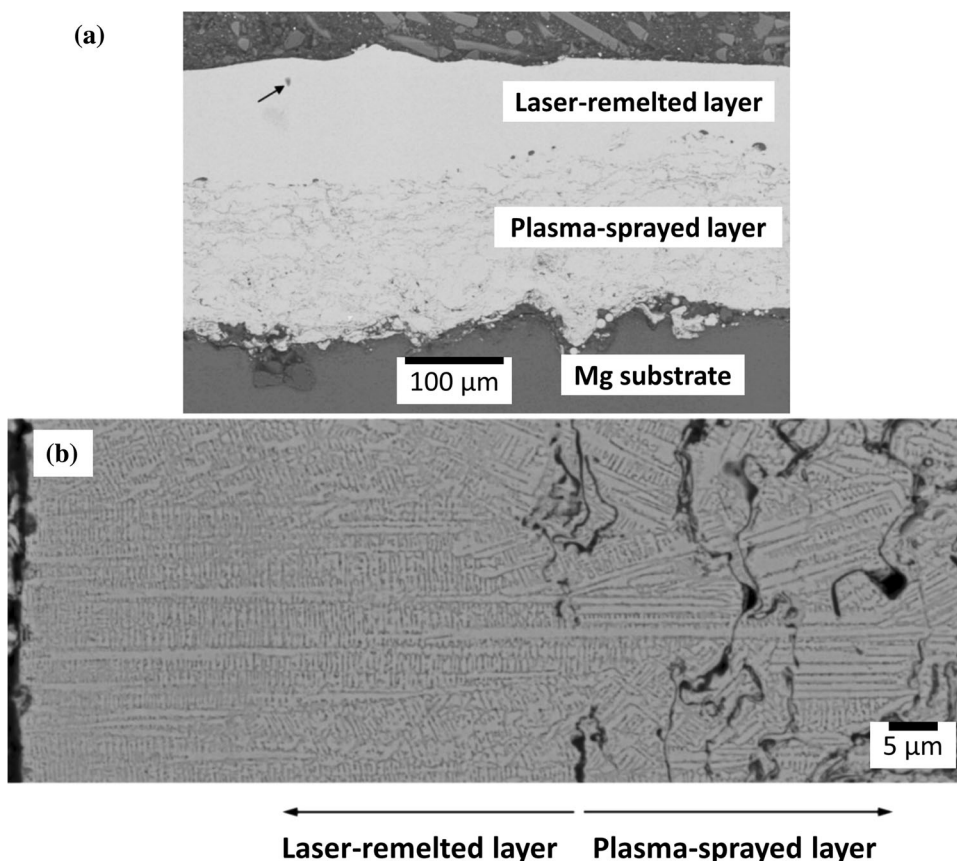 (a)
Laser-remelted layer
Plasma-sprayed layer
100 µm
Mg substrate
(b)
5 µm
Laser-remelted layer
Plasma-sprayed layer